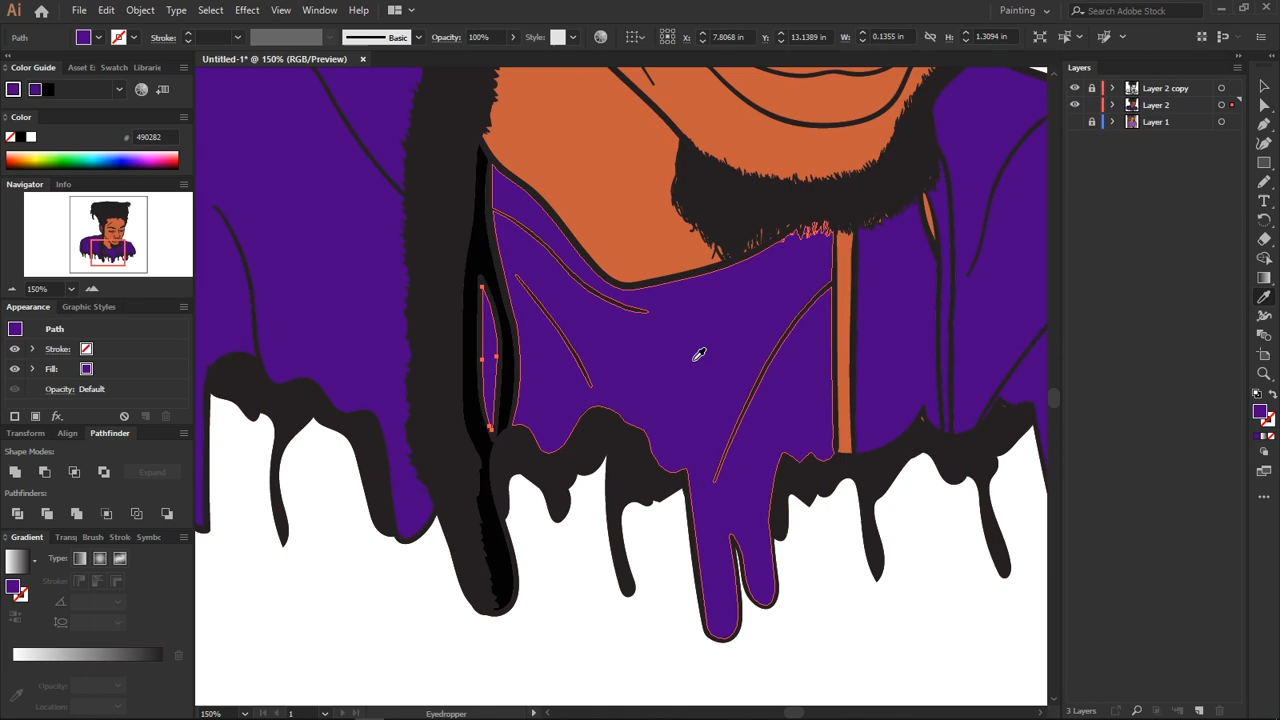 Ai File Edit Object Type Select Effect View Window Help Painting Search Adobe Stock
Path Stroke: Basic Opacity: 100% Style: X: 7.8068 in Y: 13.1389 in W: 0.1355 in H: 1.3094 in
Untitled-1* @ 150% (RGB/Preview) ×
Color Guide Asset E Swatch Librarie
Color
# 490282
Navigator Info
150%
Appearance Graphic Styles
Path
Stroke:
Fill:
Opacity: Default
fx.
Transform Align Pathfinder
Shape Modes:
Expand
Pathfinders:
Gradient Transp Brush Stroke Symbc
Type:
Stroke:
Opacity:
Location:
Layers
Layer 2 copy
Layer 2
Layer 1
3 Layers
150% 1 Eyedropper